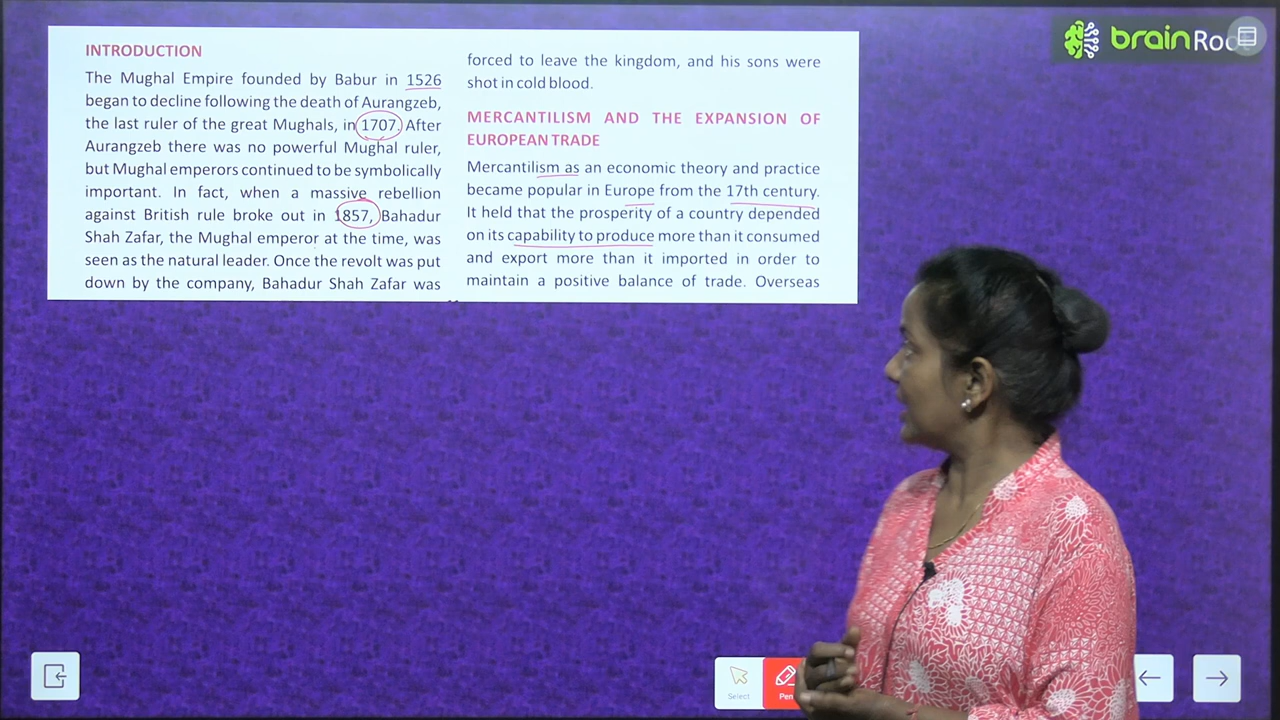 INTRODUCTION
The Mughal Empire founded by Babur in 1526
began to decline following the death of Aurangzeb,
the last ruler of the great Mughals, in 1707. After
Aurangzeb there was no powerful Mughal ruler,
but Mughal emperors continued to be symbolically
important. In fact, when a massive rebellion
against British rule broke out in 1857, Bahadur
Shah Zafar, the Mughal emperor at the time, was
seen as the natural leader. Once the revolt was put
down by the company, Bahadur Shah Zafar was
forced to leave the kingdom, and his sons were
shot in cold blood.
MERCANTILISM AND THE EXPANSION OF
EUROPEAN TRADE
Mercantilism as an economic theory and practice
became popular in Europe from the 17th century.
It held that the prosperity of a country depended
on its capability to produce more than it consumed
and export more than it imported in order to
maintain a positive balance of trade. Overseas
brain
Select
Pen